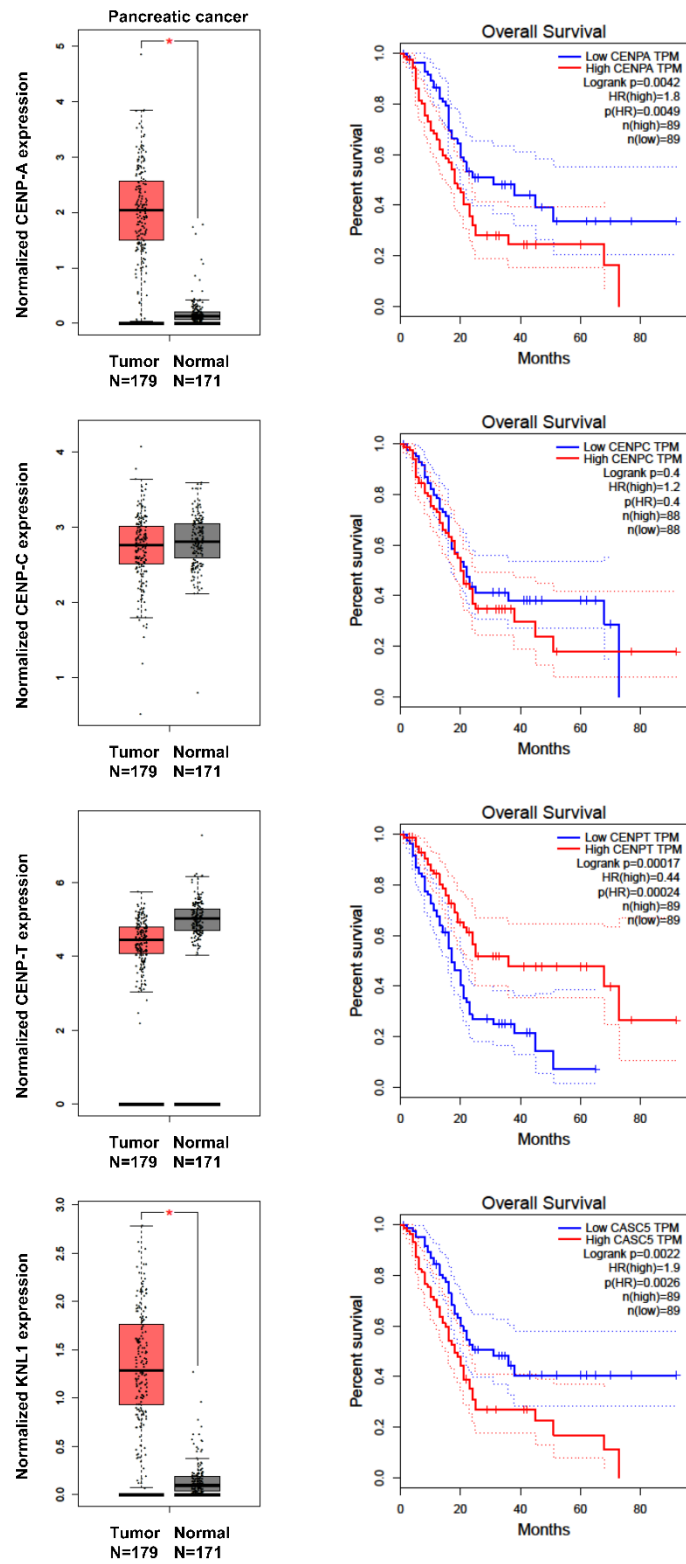 Pancreatic cancer
Normalized CENP-A expression
5
4
3
2
1
0
*
Tumor Normal
N=179 N=171
Overall Survival
Low CENPA TPM
High CENPA TPM
Logrank p=0.0042
HR(high)=1.8
p(HR)=0.0049
n(high)=89
n(low)=89
Percent survival
1.0
0.8
0.6
0.4
0.2
0.0
0 20 40 60 80
Months
Normalized CENP-C expression
4
3
2
1
Tumor Normal
N=179 N=171
Overall Survival
Low CENPC TPM
High CENPC TPM
Logrank p=0.4
HR(high)=1.2
p(HR)=0.4
n(high)=88
n(low)=88
Percent survival
1.0
0.8
0.6
0.4
0.2
0.0
0 20 40 60 80
Months
Normalized CENP-T expression
6
4
2
0
Tumor Normal
N=179 N=171
Overall Survival
Low CENPT TPM
High CENPT TPM
Logrank p=0.00017
HR(high)=0.44
p(HR)=0.00024
n(high)=89
n(low)=89
Percent survival
1.0
0.8
0.6
0.4
0.2
0.0
0 20 40 60 80
Months
Normalized KNL1 expression
3.0
2.5
2.0
1.5
1.0
0.5
0.0
*
Tumor Normal
N=179 N=171
Overall Survival
Low CASC5 TPM
High CASC5 TPM
Logrank p=0.0022
HR(high)=1.9
p(HR)=0.0026
n(high)=89
n(low)=89
Percent survival
1.0
0.8
0.6
0.4
0.2
0.0
0 20 40 60 80
Months